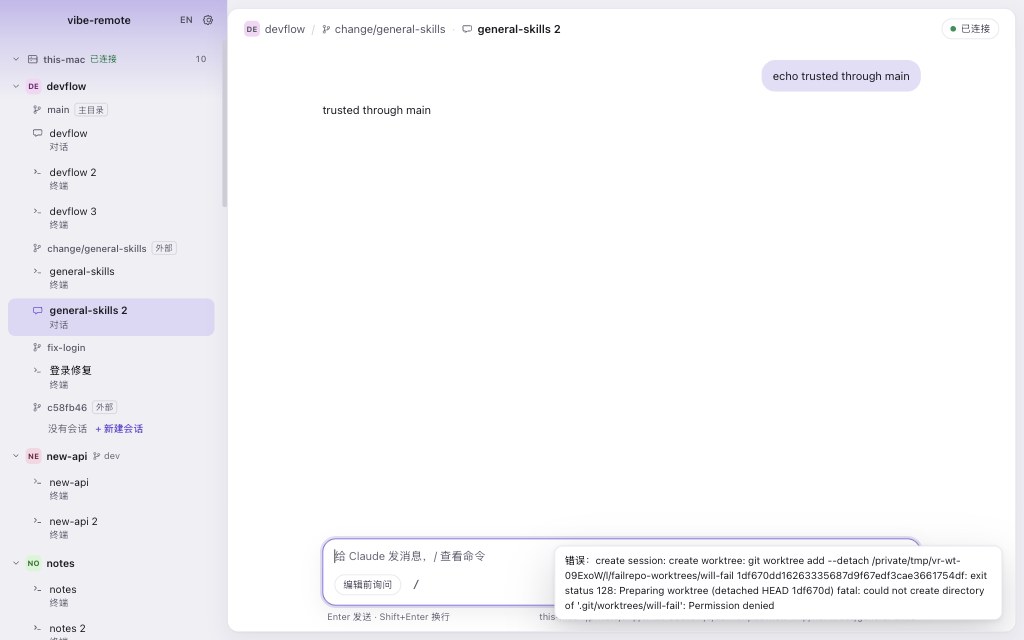 vibe-remote
EN
this-mac 已连接 10
DE devflow
main 主目录
devflow
对话
devflow 2
终端
devflow 3
终端
change/general-skills 外部
general-skills
终端
general-skills 2
对话
fix-login
登录修复
终端
c58fb46 外部
没有会话 + 新建会话
NE new-api dev
new-api
终端
new-api 2
终端
NO notes
notes
终端
notes 2
终端
DE devflow / change/general-skills · general-skills 2
已连接
echo trusted through main
trusted through main
给 Claude 发消息，/ 查看命令
编辑前询问 /
Enter 发送 · Shift+Enter 换行
this-
错误：create session: create worktree: git worktree add --detach /private/tmp/vr-wt-
09ExoW/l/failrepo-worktrees/will-fail 1df670dd16263335687d9f67edf3cae3661754df: exit
status 128: Preparing worktree (detached HEAD 1df670d) fatal: could not create directory
of '.git/worktrees/will-fail': Permission denied